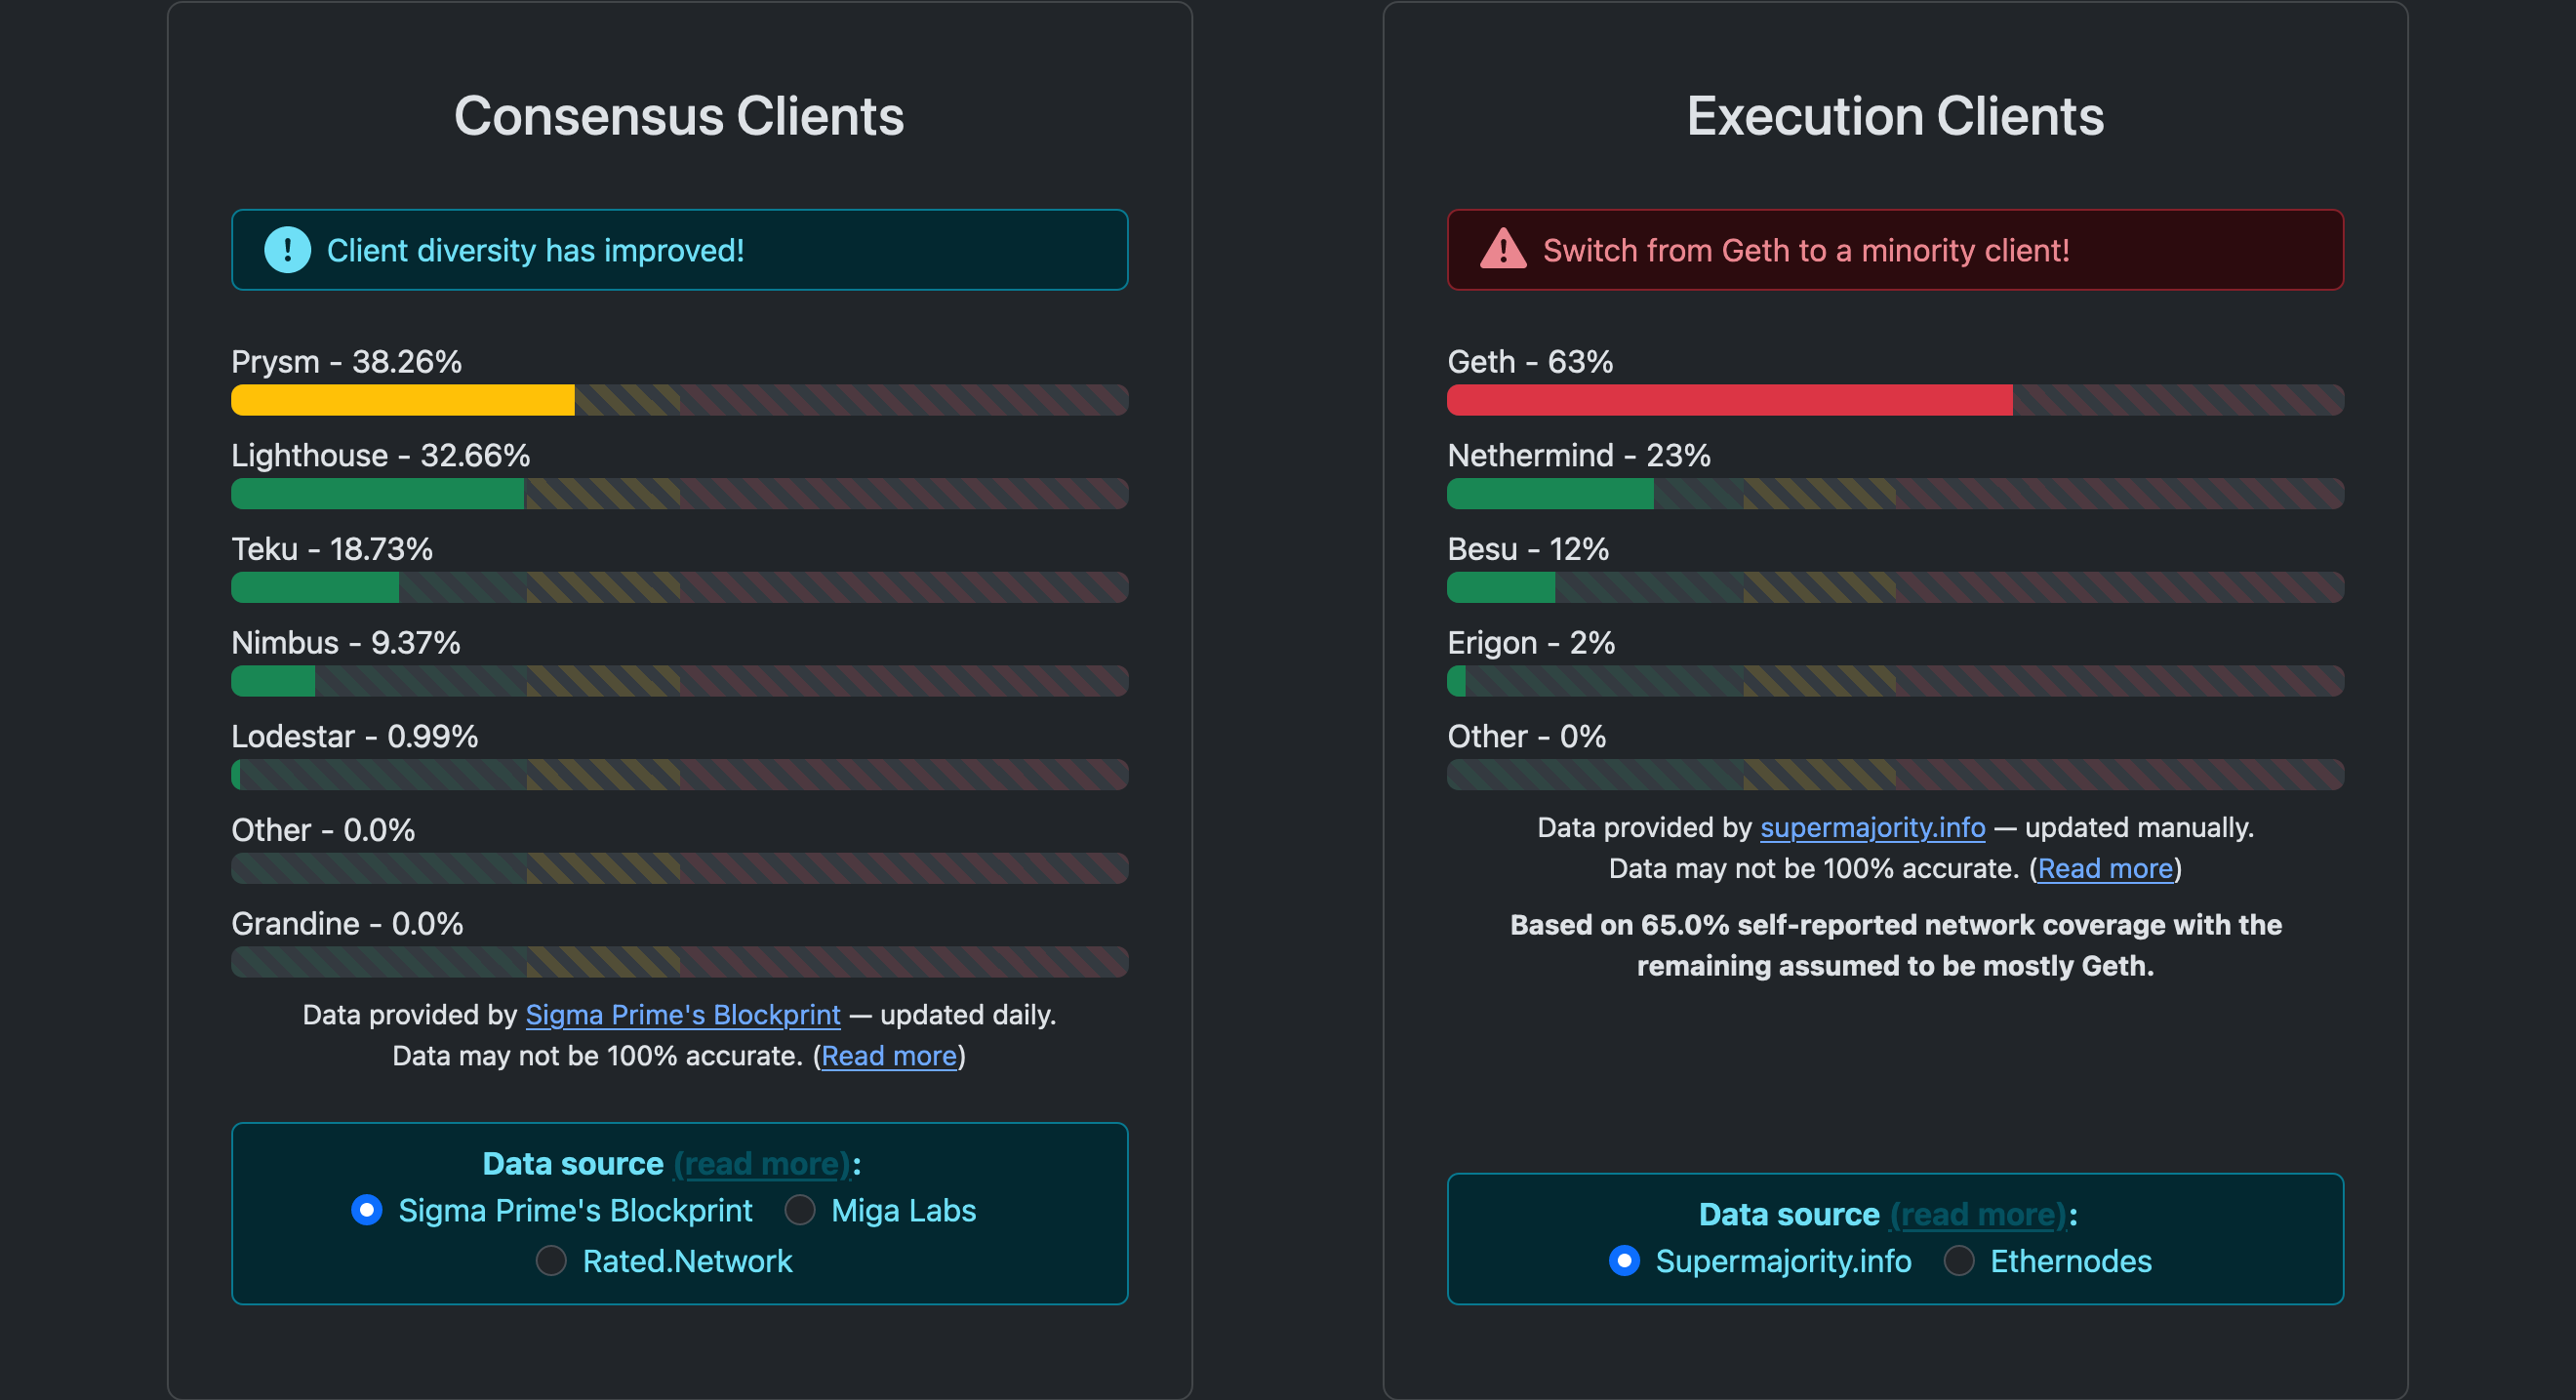 Consensus Clients
Client diversity has improved!
Prysm - 38.26%
Lighthouse - 32.66%
Teku - 18.73%
Nimbus - 9.37%
Lodestar - 0.99%
Other - 0.0%
Grandine - 0.0%
Data provided by Sigma Prime's Blockprint — updated daily.
Data may not be 100% accurate. (Read more)
Data source (read more):
Sigma Prime's Blockprint Miga Labs
Rated.Network
Execution Clients
Switch from Geth to a minority client!
Geth - 63%
Nethermind - 23%
Besu - 12%
Erigon - 2%
Other - 0%
Data provided by supermajority.info — updated manually.
Data may not be 100% accurate. (Read more)
Based on 65.0% self-reported network coverage with the
remaining assumed to be mostly Geth.
Data source (read more):
Supermajority.info Ethernodes